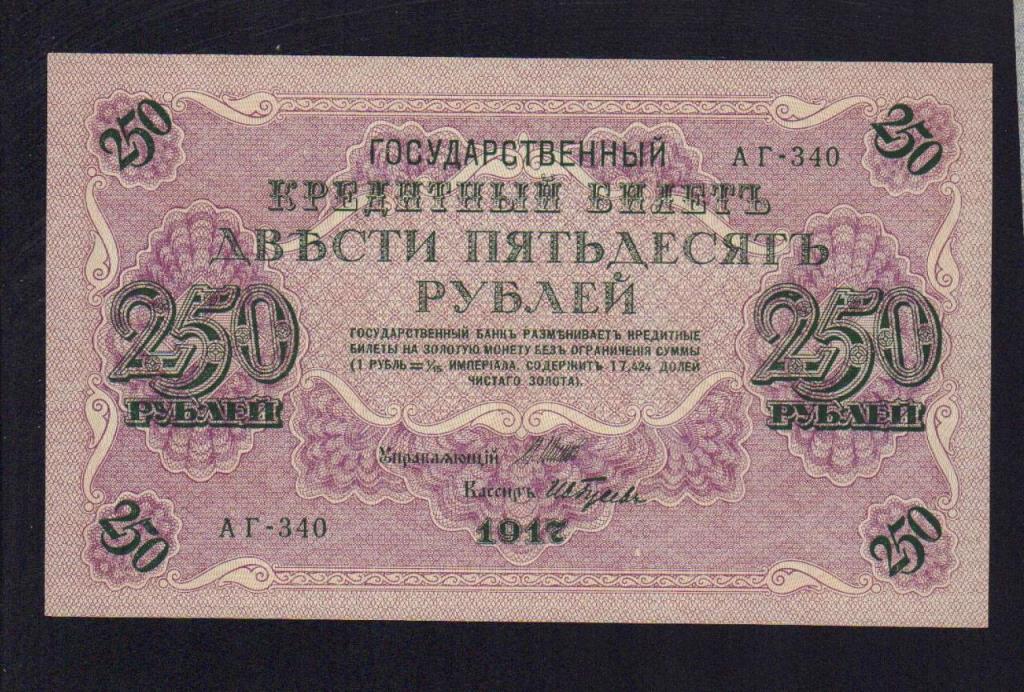 250
250
ГОСУДАРСТВЕННЫЙ
АГ-340
КРЕДИТНЫЙ БИЛЕТЪ
ДВѢСТИ ПЯТЬДЕСЯТЪ
РУБЛЕЙ
250
РУБЛЕЙ
250
РУБЛЕЙ
ГОСУДАРСТВЕННЫЙ БАНКЪ РАЗМѢНИВАЕТЪ КРЕДИТНЫЕ
БИЛЕТЫ НА ЗОЛОТУЮ МОНЕТУ БЕЗЪ ОГРАНИЧЕНІЯ СУММЫ
(1 РУБЛЬ = 1/15 ИМПЕРІАЛА, СОДЕРЖИТЪ 17,424 ДОЛЕЙ
ЧИСТАГО ЗОЛОТА).
Управляющій
Кассиръ
1917
АГ-340
250
250